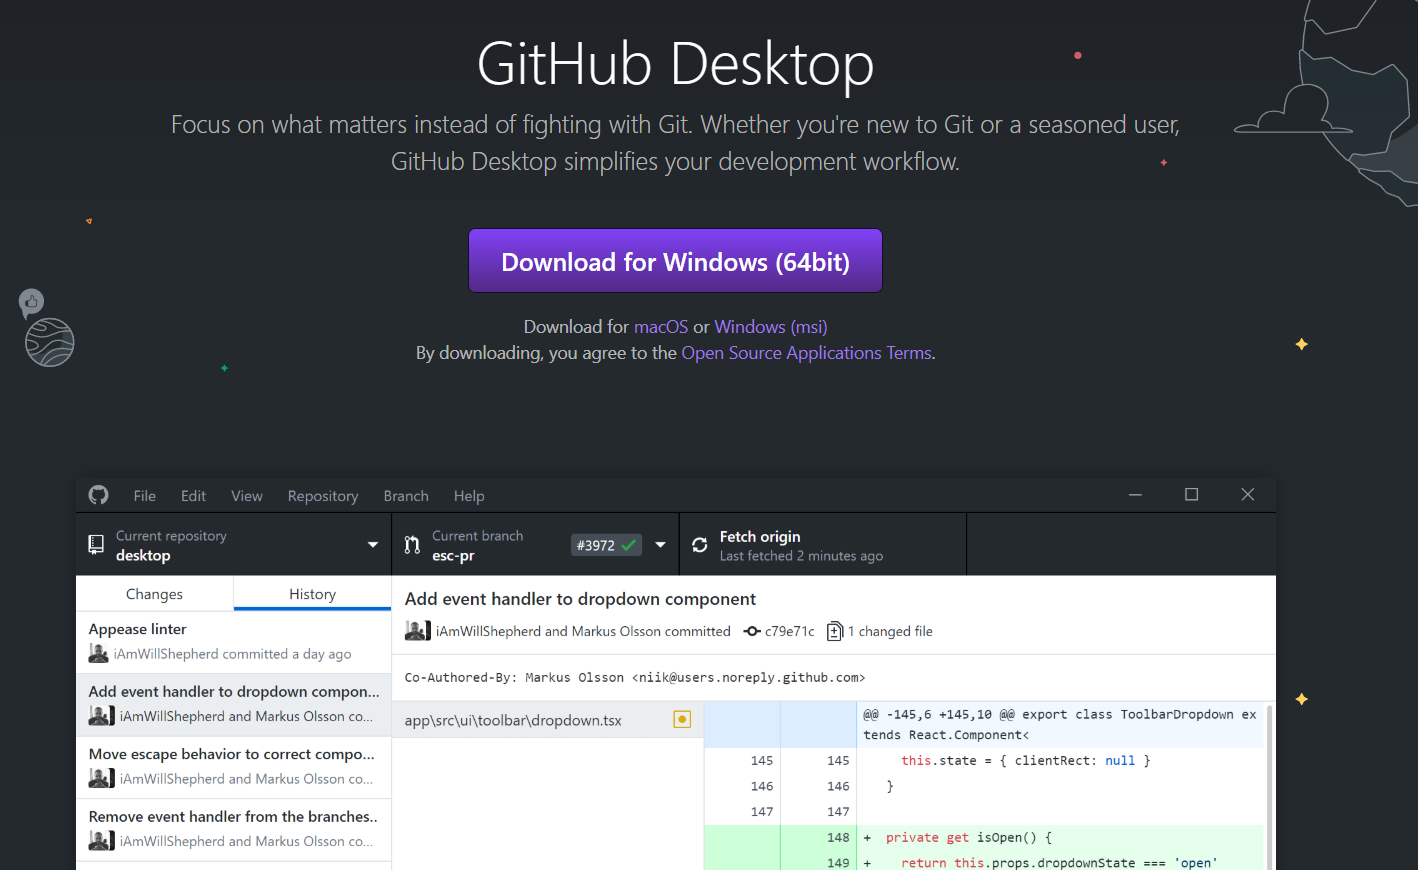 GitHub Desktop
Focus on what matters instead of fighting with Git. Whether you're new to Git or a seasoned user,
GitHub Desktop simplifies your development workflow.
Download for Windows (64bit)
Download for macOS or Windows (msi)
By downloading, you agree to the Open Source Applications Terms.
File Edit View Repository Branch Help
Current repository
desktop
Current branch
esc-pr
#3972
Fetch origin
Last fetched 2 minutes ago
Changes History
Appease linter
iAmWillShepherd committed a day ago
Add event handler to dropdown compon...
iAmWillShepherd and Markus Olsson co...
Move escape behavior to correct compo...
iAmWillShepherd and Markus Olsson co...
Remove event handler from the branches..
iAmWillShepherd and Markus Olsson co...
Add event handler to dropdown component
iAmWillShepherd and Markus Olsson committed c79e71c 1 changed file
Co-Authored-By: Markus Olsson <niik@users.noreply.github.com>
app\src\ui\toolbar\dropdown.tsx
@@ -145,6 +145,10 @@ export class ToolbarDropdown ex
tends React.Component<
145 145 this.state = { clientRect: null }
146 146 }
147 147
148 + private get isOpen() {
149 + return this.props.dropdownState === 'open'